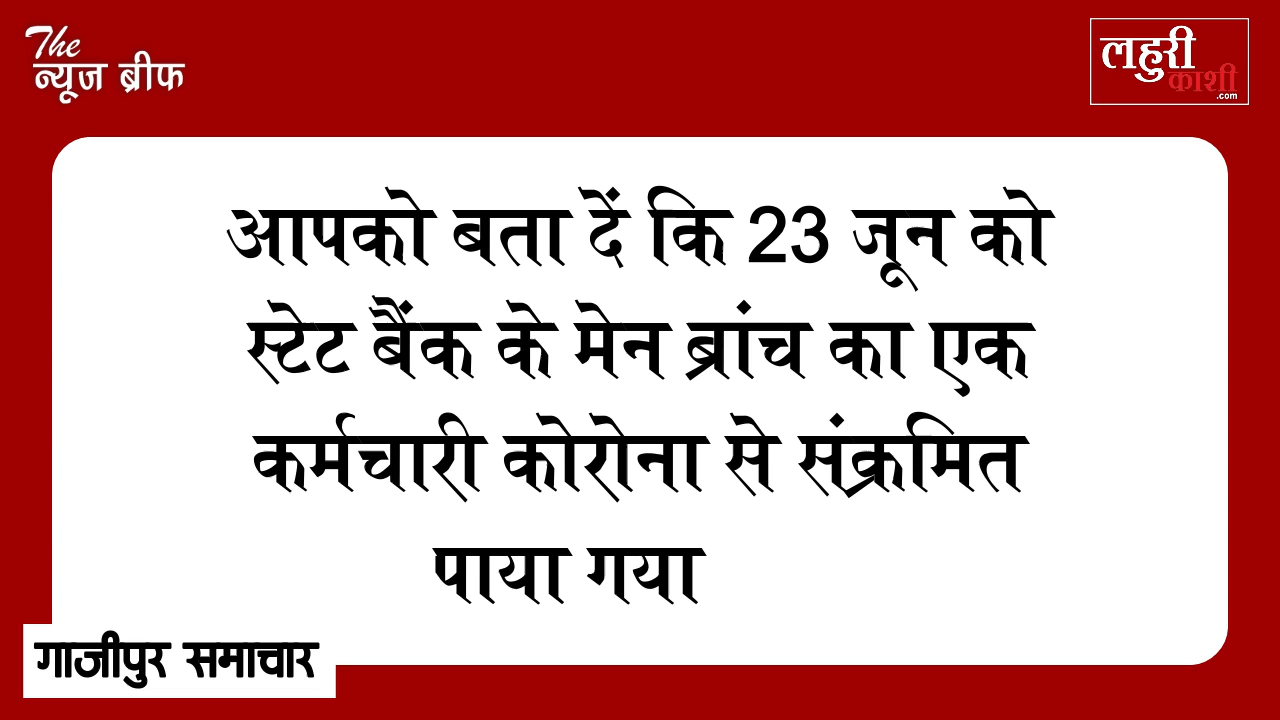 The
न्यूज ब्रीफ
लहुरी
काशी
.com
आपको बता दें कि 23 जून को
स्टेट बैंक के मेन ब्रांच का एक
कर्मचारी कोरोना से संक्रमित
पाया गया
गाजीपुर समाचार